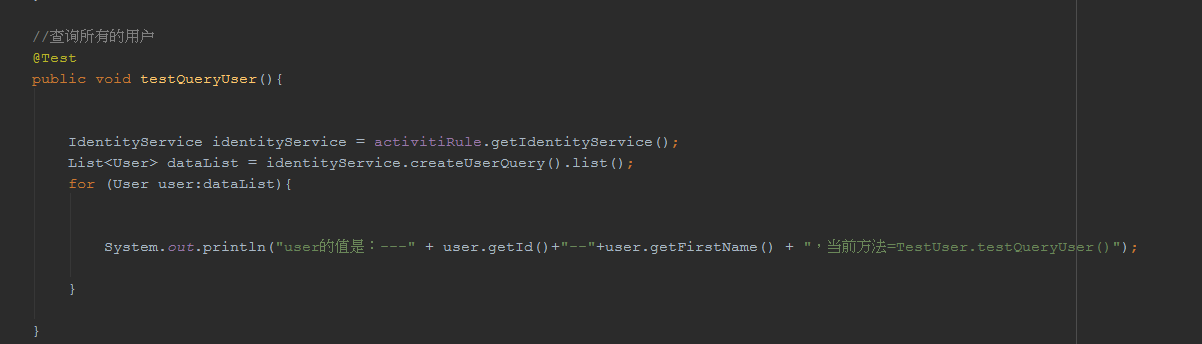 //查询所有的用户
@Test
public void testQueryUser(){
IdentityService identityService = activitiRule.getIdentityService();
List<User> dataList = identityService.createUserQuery().list();
for (User user:dataList){
System.out.println("user的值是：---" + user.getId()+"--"+user.getFirstName() + "，当前方法=TestUser.testQueryUser()");
}
}